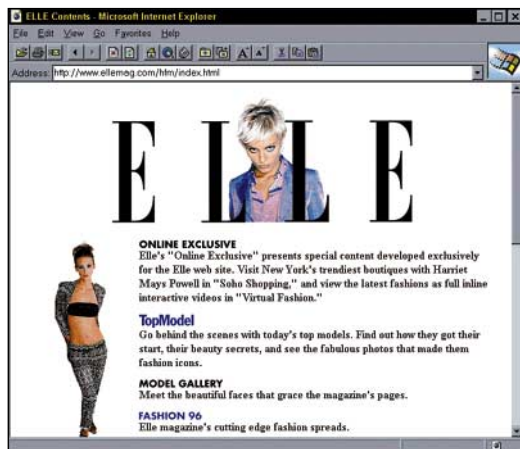 ELLE Contents - Microsoft Internet Explorer
File Edit View Go Favorites Help
Address: http://www.ellemag.com/hfm/index.html
ELLE
ONLINE EXCLUSIVE
Elle's "Online Exclusive" presents special content developed exclusively
for the Elle web site. Visit New York's trendiest boutiques with Harriet
Mays Powell in "Soho Shopping," and view the latest fashions as full inline
interactive videos in "Virtual Fashion."
TopModel
Go behind the scenes with today's top models. Find out how they got their
start, their beauty secrets, and see the fabulous photos that made them
fashion icons.
MODEL GALLERY
Meet the beautiful faces that grace the magazine's pages.
FASHION 96
Elle magazine's cutting edge fashion spreads.